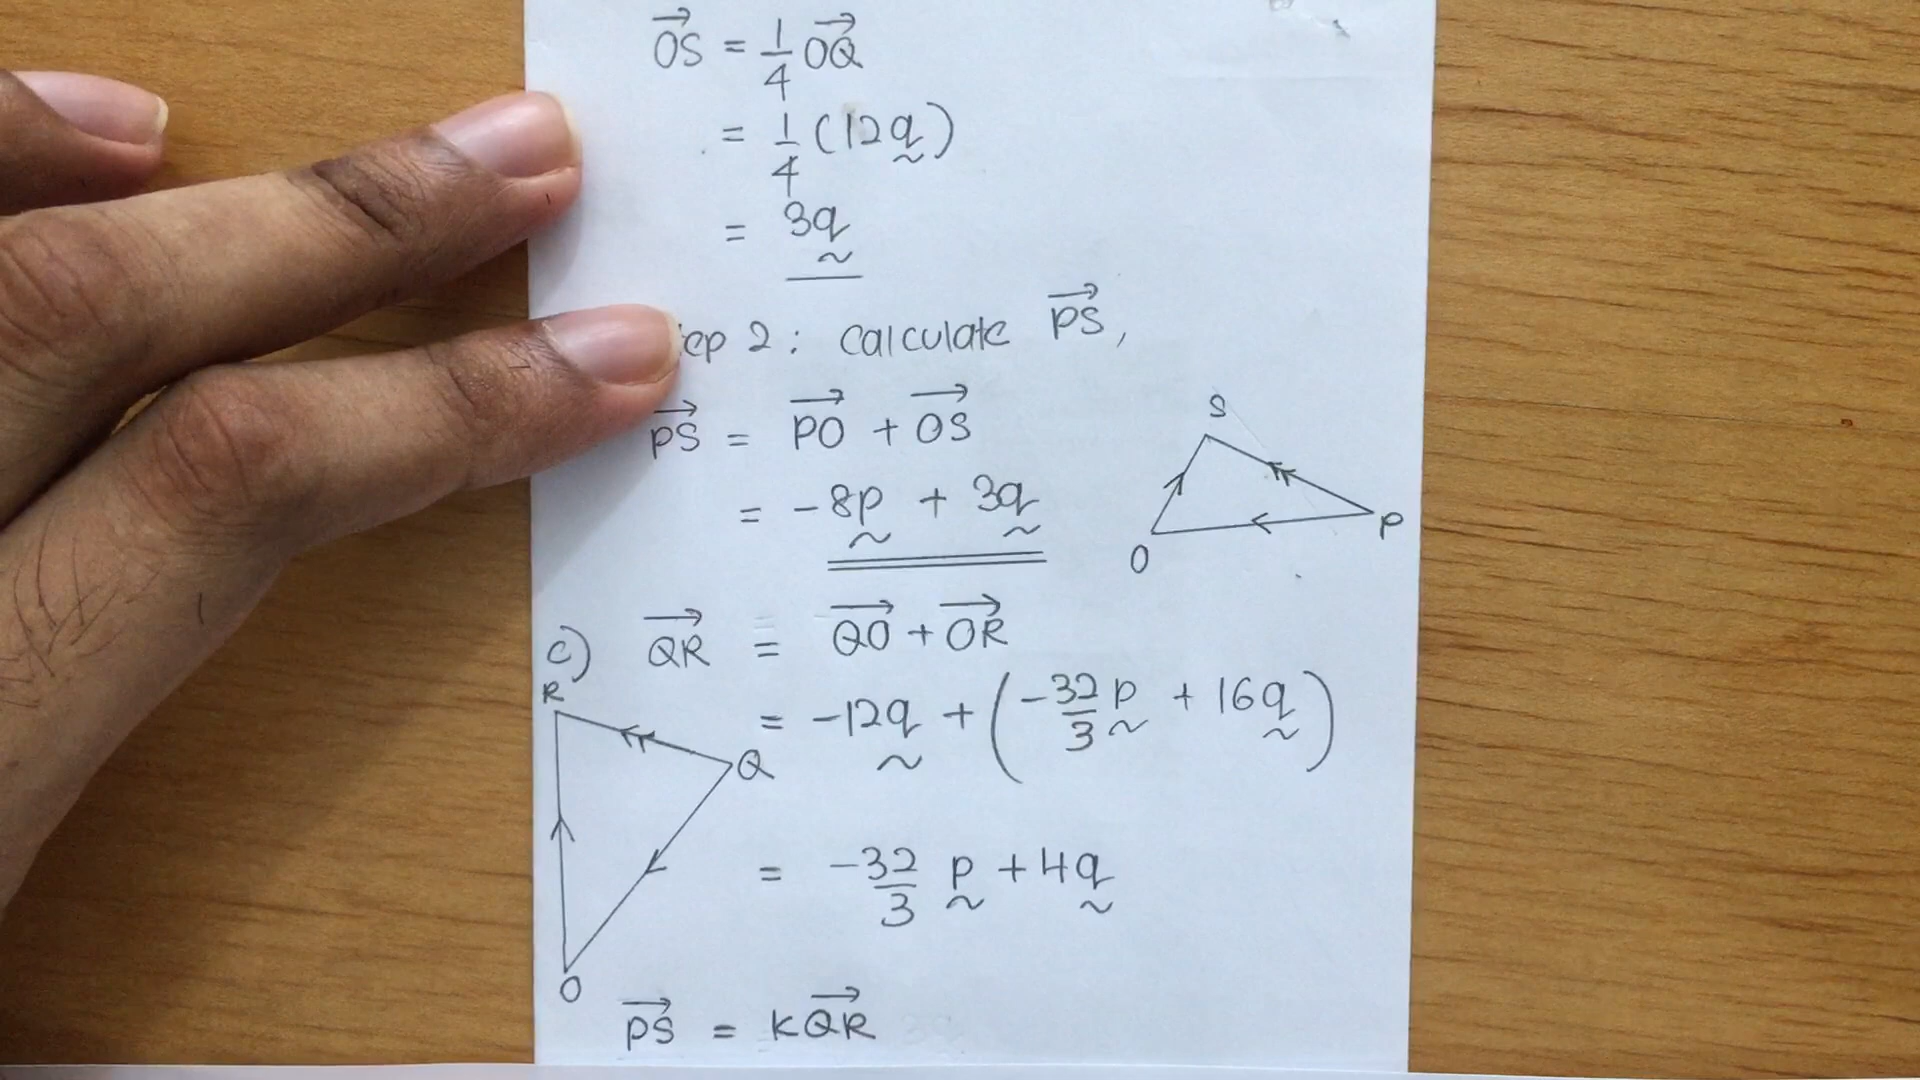 →OS = 1/4 →OQ
= 1/4 (12q̰)
= 3q̰
ep 2 : calculate →PS,
→PS = →PO + →OS
= -8p̰ + 3q̰
S
P
O
c) →QR = →QO + →OR
= -12q̰ + (-32/3 p̰ + 16q̰)
R
Q
O
= -32/3 p̰ + 4q̰
→PS = K→QR